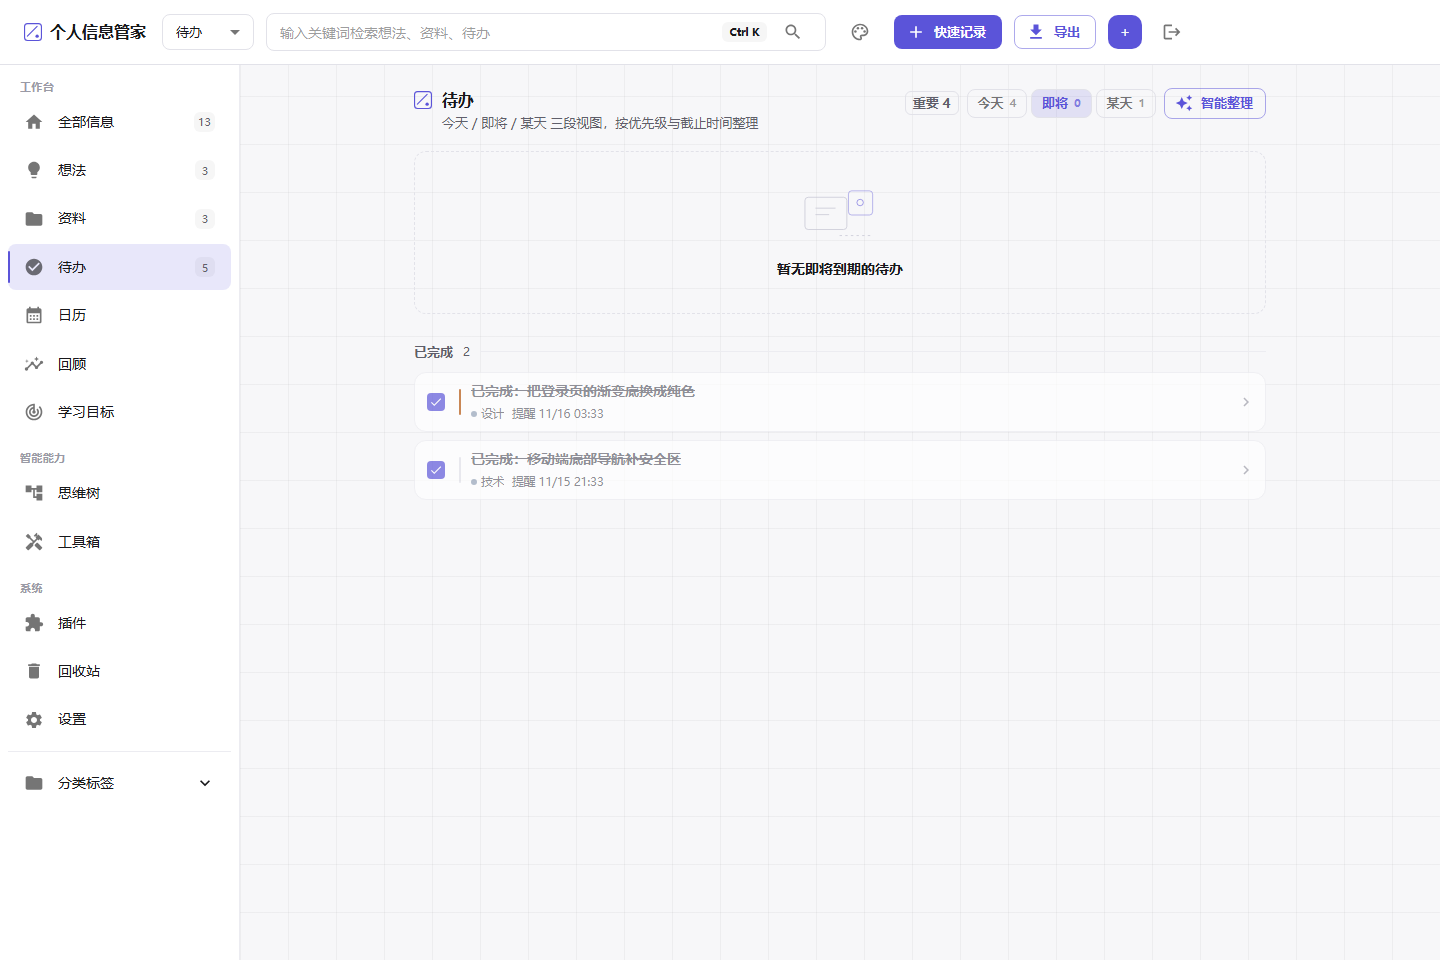 个人信息管家
待办
输入关键词检索想法、资料、待办
Ctrl K
快速记录
导出
+
工作台
全部信息 13
想法 3
资料 3
待办 5
日历
回顾
学习目标
智能能力
思维树
工具箱
系统
插件
回收站
设置
分类标签
待办
今天 / 即将 / 某天 三段视图，按优先级与截止时间整理
重要 4
今天 4
即将 0
某天 1
智能整理
暂无即将到期的待办
已完成 2
已完成：把登录页的渐变底换成纯色
设计 提醒 11/16 03:33
已完成：移动端底部导航补安全区
技术 提醒 11/15 21:33